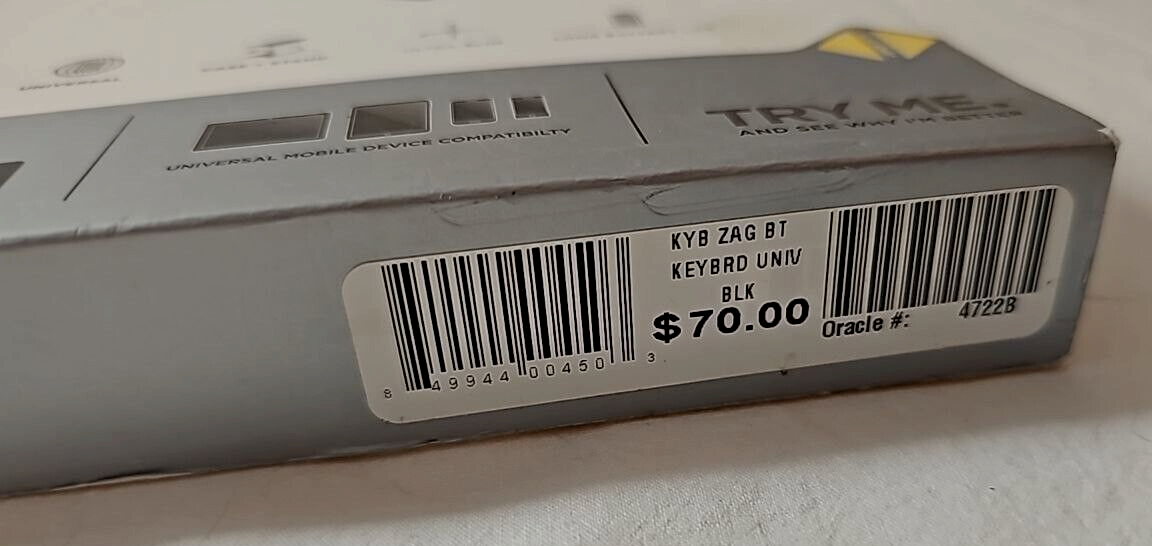 UNIVERSAL
UNIVERSAL MOBILE DEVICE COMPATIBILTY
TRY ME.
AND SEE WHY I'M BETTER
KYB ZAG BT
KEYBRD UNIV
BLK
$70.00
8 49944 00450 3
Oracle #: 4722B